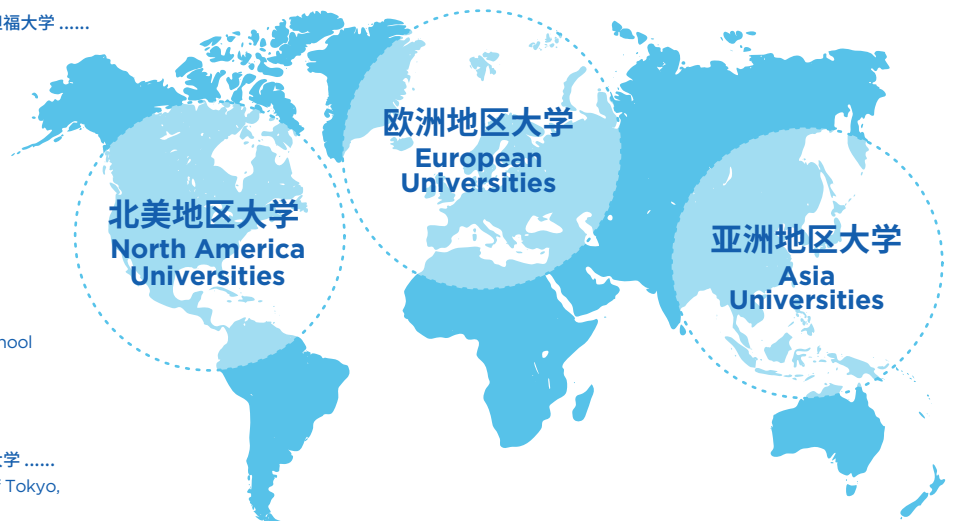 坦福大学 ......
欧洲地区大学
European
Universities
北美地区大学
North America
Universities
亚洲地区大学
Asia
Universities
hool
学 ......
Tokyo,